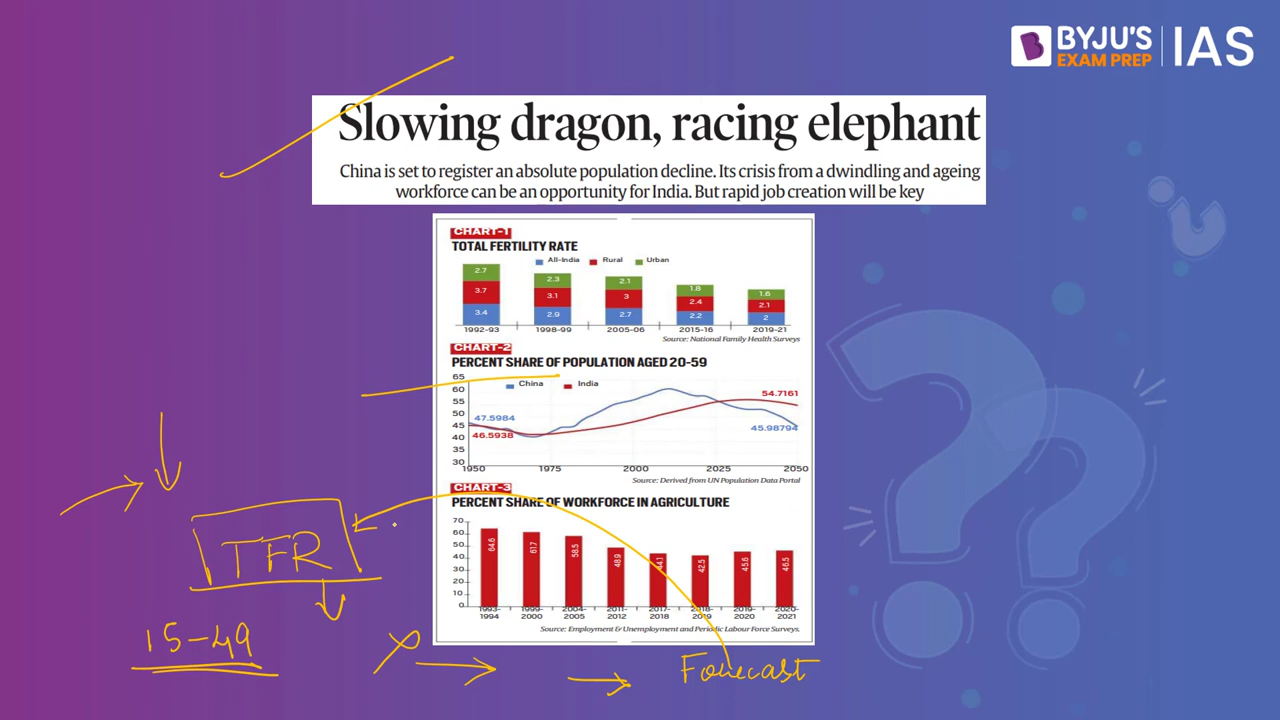 BYJU'S
EXAM PREP
IAS
Slowing dragon, racing elephant
China is set to register an absolute population decline. Its crisis from a dwindling and ageing
workforce can be an opportunity for India. But rapid job creation will be key
CHART-1
TOTAL FERTILITY RATE
All-India Rural Urban
2.7 2.3 2.1 1.8 1.6
3.7 3.1 3 2.4 2.1
3.4 2.9 2.7 2.2 2
1992-93 1998-99 2005-06 2015-16 2019-21
Source: National Family Health Surveys
CHART-2
PERCENT SHARE OF POPULATION AGED 20-59
65
60
55
50
45
40
35
30
China India
54.7161
47.5984
46.5938
45.98794
1950 1975 2000 2025 2050
Source: Derived from UN Population Data Portal
CHART-3
PERCENT SHARE OF WORKFORCE IN AGRICULTURE
70
60
50
40
30
20
10
0
64.6 61.7 58.5 48.9 44.1 42.5 45.6 46.5
1993-1994 1999-2000 2004-2005 2011-12 2017-2018 2018-2019 2019-2020 2020-2021
Source: Employment & Unemployment and Periodic Labour Force Surveys.
TFR
15-49
Forecast